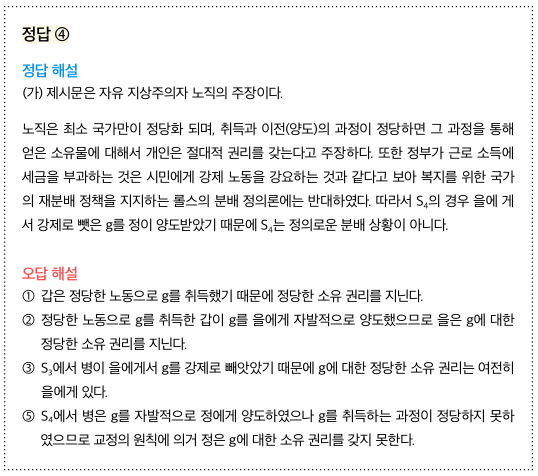 정답 ④
정답 해설
(가) 제시문은 자유 지상주의자 노직의 주장이다.
노직은 최소 국가만이 정당화 되며, 취득과 이전(양도)의 과정이 정당하면 그 과정을 통해
얻은 소유물에 대해서 개인은 절대적 권리를 갖는다고 주장하다. 또한 정부가 근로 소득에
세금을 부과하는 것은 시민에게 강제 노동을 강요하는 것과 같다고 보아 복지를 위한 국가
의 재분배 정책을 지지하는 롤스의 분배 정의론에는 반대하였다. 따라서 S₄의 경우 을에 게
서 강제로 뺏은 g를 정이 양도받았기 때문에 S₄는 정의로운 분배 상황이 아니다.
오답 해설
① 갑은 정당한 노동으로 g를 취득했기 때문에 정당한 소유 권리를 지닌다.
② 정당한 노동으로 g를 취득한 갑이 g를 을에게 자발적으로 양도했으므로 을은 g에 대한
정당한 소유 권리를 지닌다.
③ S₃에서 병이 을에게서 g를 강제로 빼앗았기 때문에 g에 대한 정당한 소유 권리는 여전히
을에게 있다.
⑤ S₄에서 병은 g를 자발적으로 정에게 양도하였으나 g를 취득하는 과정이 정당하지 못하
였으므로 교정의 원칙에 의거 정은 g에 대한 소유 권리를 갖지 못한다.